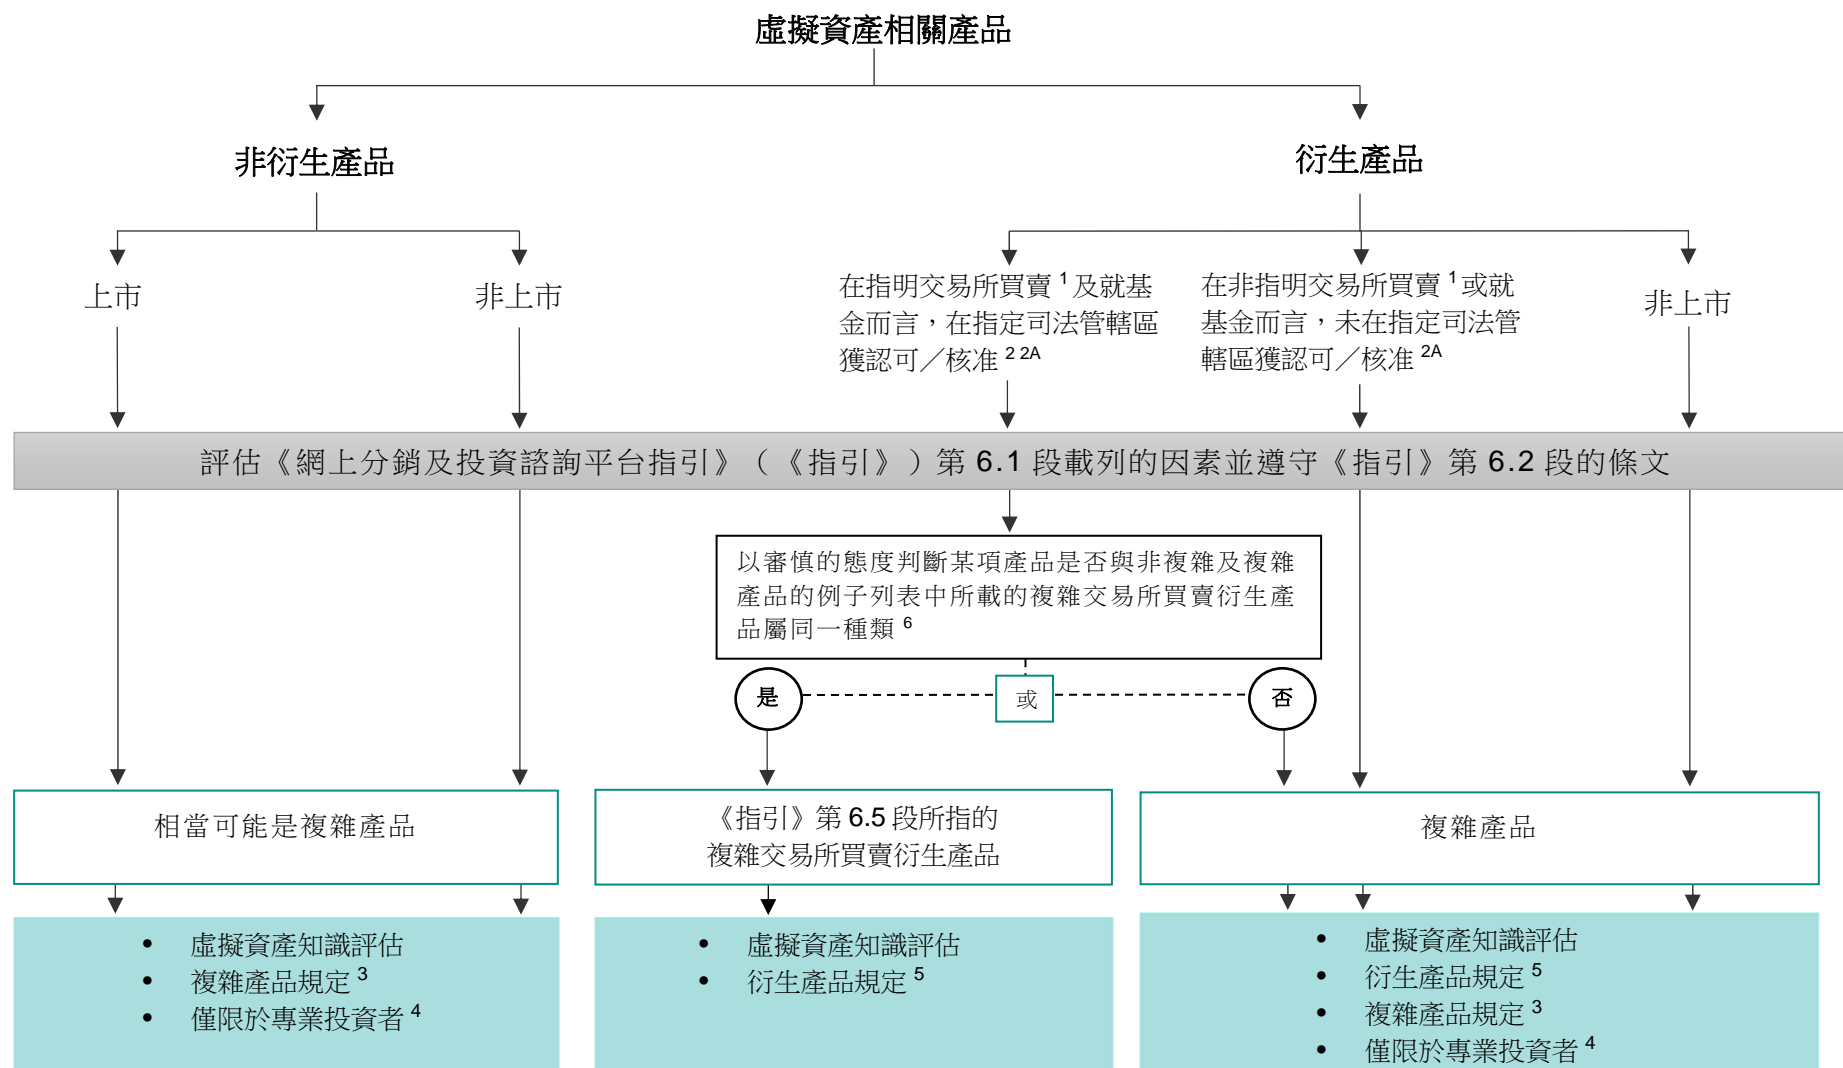 虛擬資產相關產品
非衍生產品
衍生產品
上市
非上市
在指明交易所買賣 1 及就基
金而言，在指定司法管轄區
獲認可／核准 2 2A
在非指明交易所買賣 1 或就
基金而言，未在指定司法管
轄區獲認可／核准 2A
非上市
評估《網上分銷及投資諮詢平台指引》（《指引》）第 6.1 段載列的因素並遵守《指引》第 6.2 段的條文
以審慎的態度判斷某項產品是否與非複雜及複雜
產品的例子列表中所載的複雜交易所買賣衍生產
品屬同一種類 6
是
或
否
相當可能是複雜產品
《指引》第 6.5 段所指的
複雜交易所買賣衍生產品
複雜產品
• 虛擬資產知識評估
• 複雜產品規定 3
• 僅限於專業投資者 4
• 虛擬資產知識評估
• 衍生產品規定 5
• 虛擬資產知識評估
• 衍生產品規定 5
• 複雜產品規定 3
• 僅限於專業投資者 4